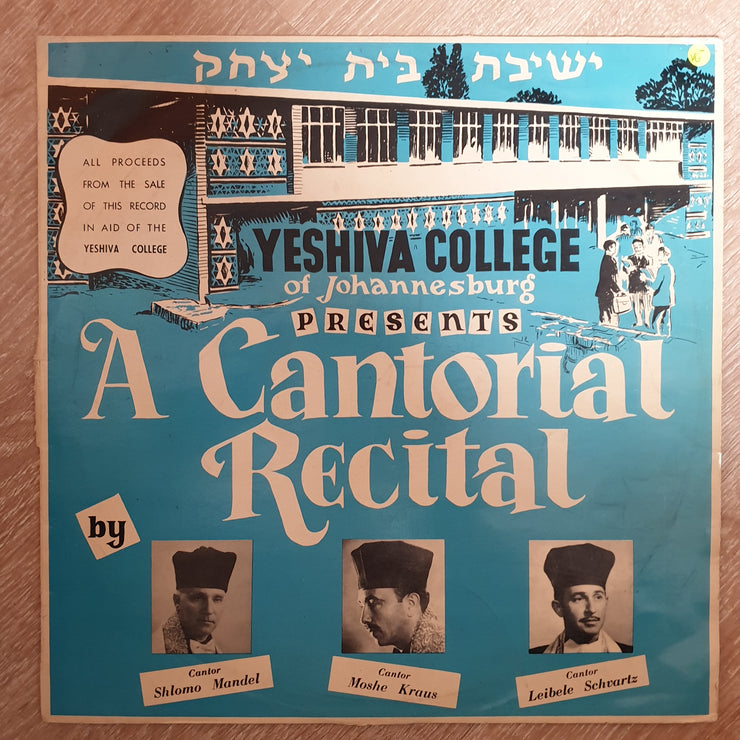 ישיבת בית יצחק
ALL PROCEEDS
FROM THE SALE
OF THIS RECORD
IN AID OF THE
YESHIVA COLLEGE
YESHIVA COLLEGE
of Johannesburg
PRESENTS
A Cantorial
Recital
by
Cantor
Shlomo Mandel
Cantor
Moshe Kraus
Cantor
Leibele Schvartz